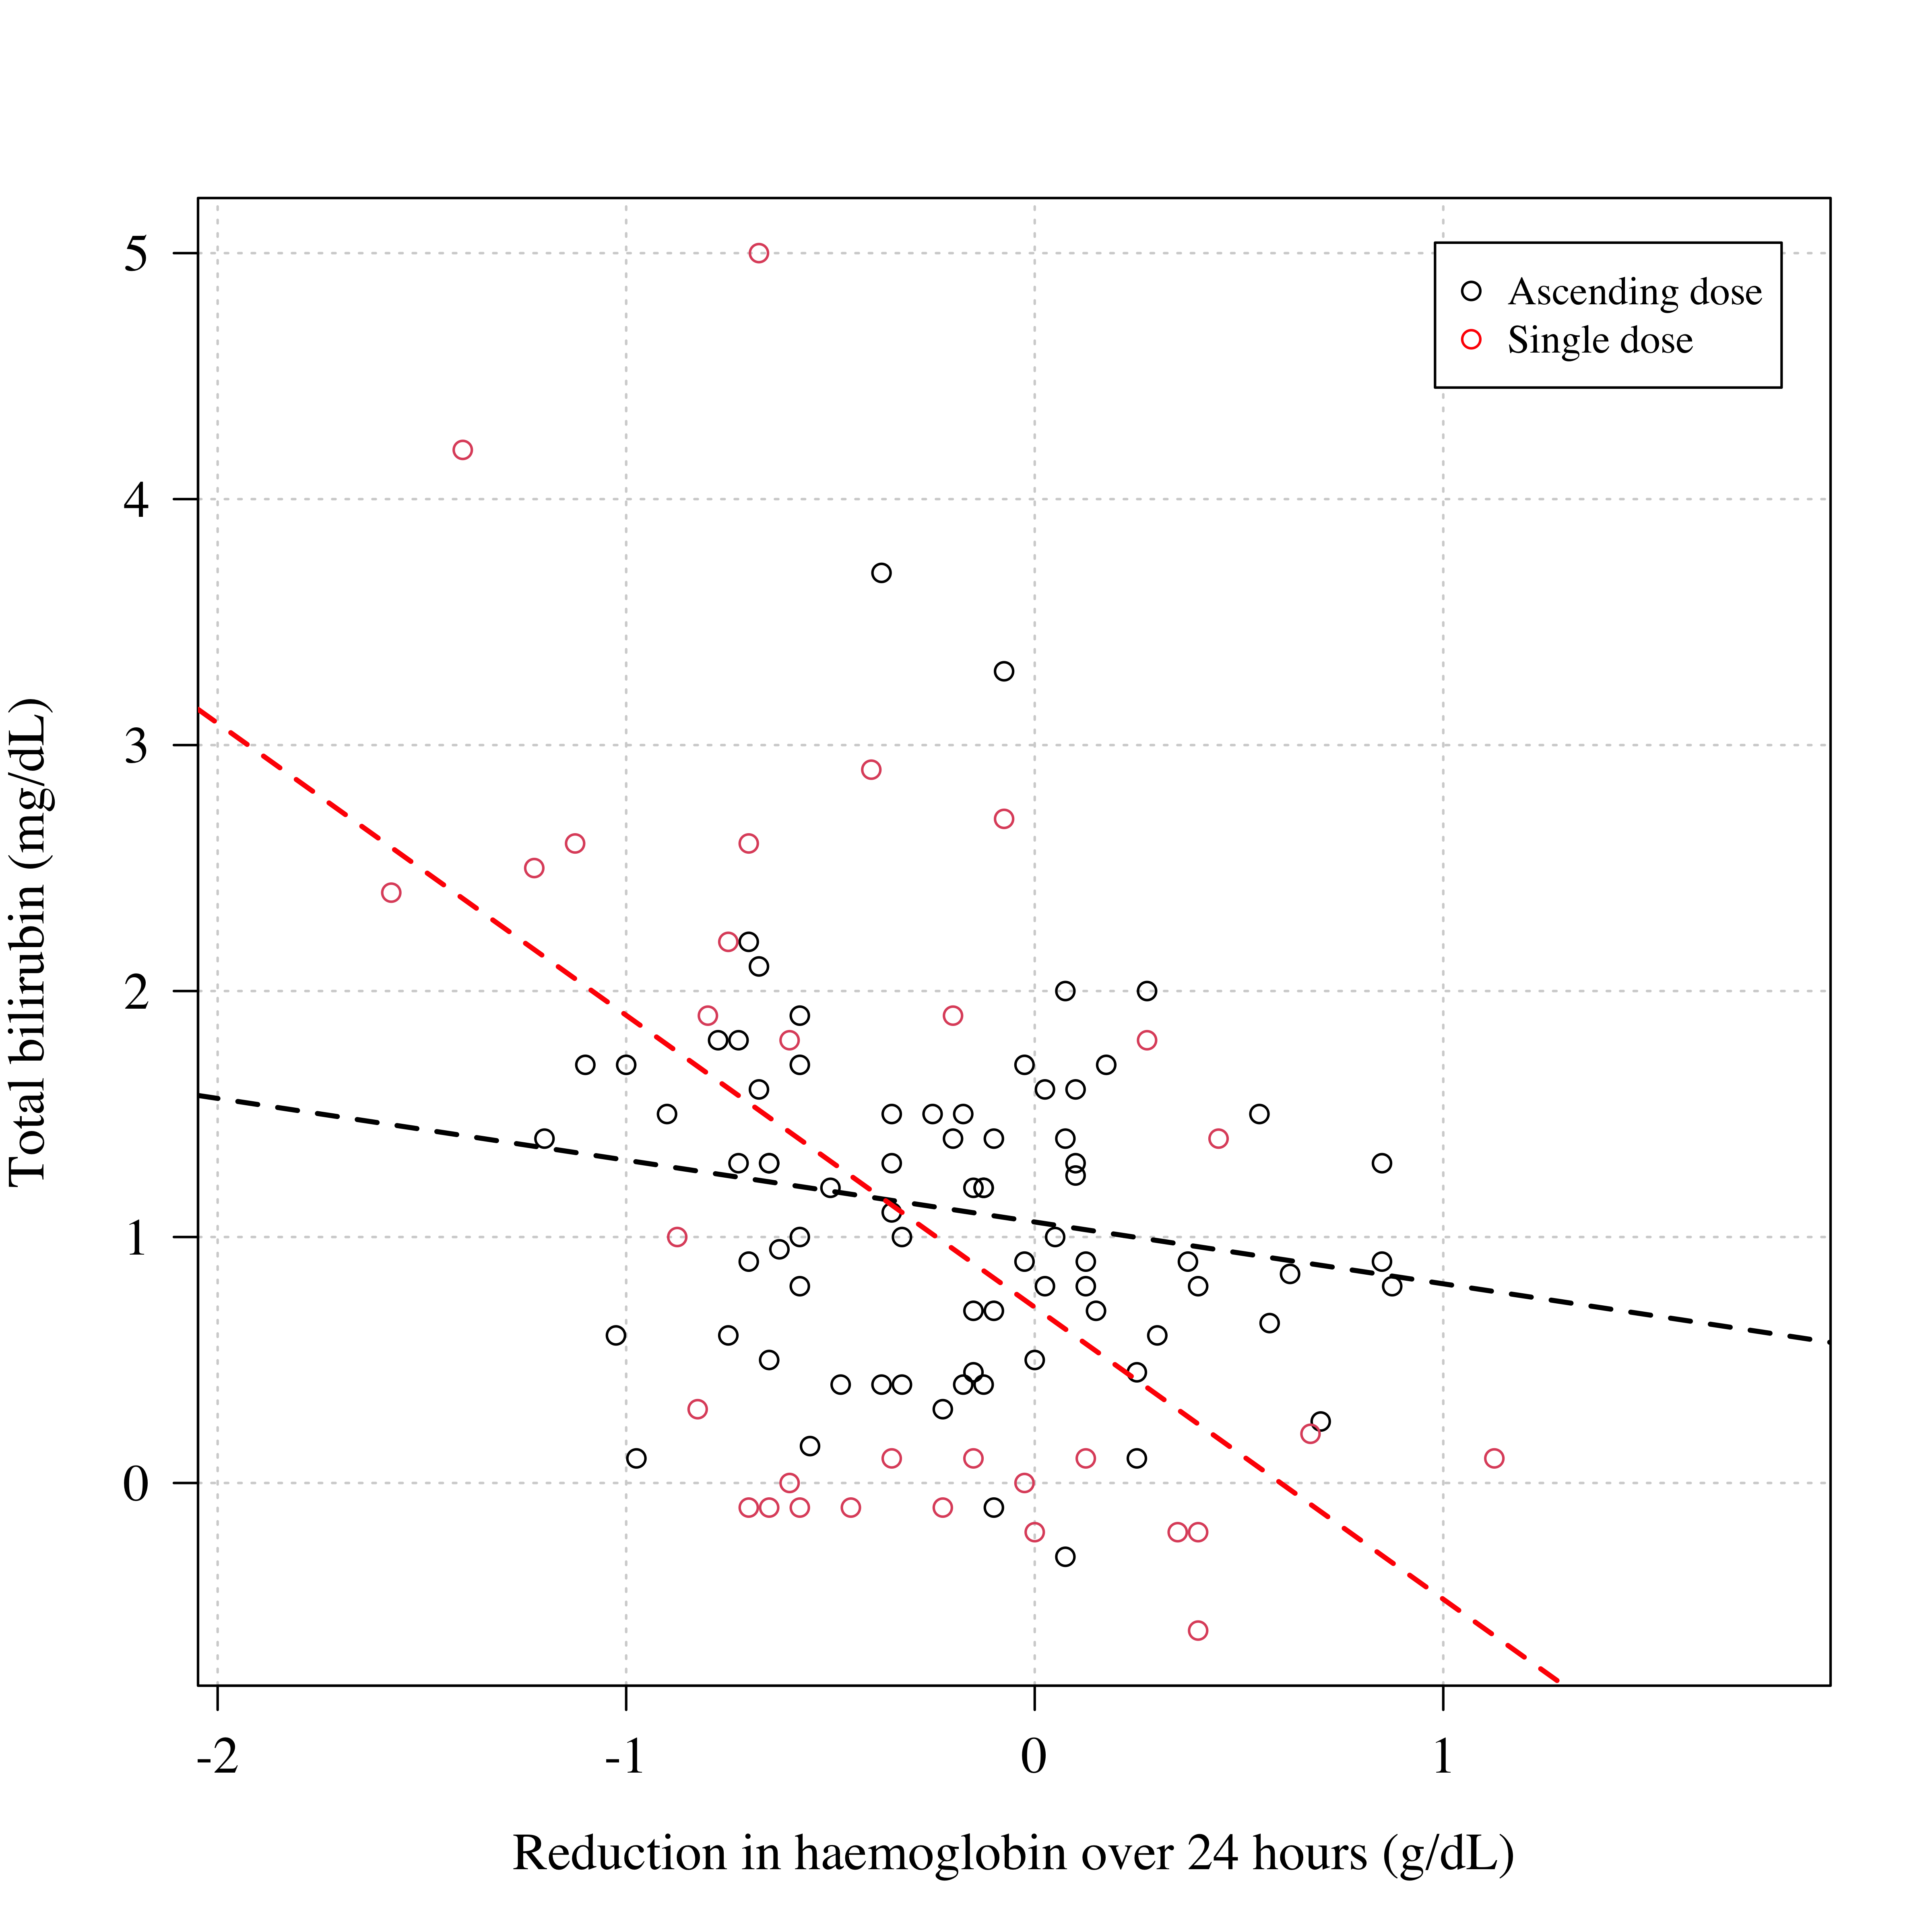 5
4
3
2
1
0
Total bilirubin (mg/dL)
Ascending dose
Single dose
-2
-1
0
1
Reduction in haemoglobin over 24 hours (g/dL)